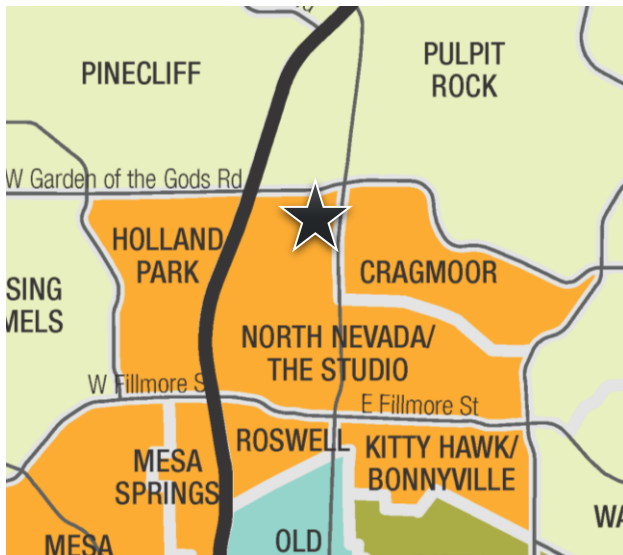 PINECLIFF
PULPIT
ROCK
W Garden of the Gods Rd
HOLLAND
PARK
CRAGMOOR
SING
MELS
NORTH NEVADA/
THE STUDIO
W Fillmore S
E Fillmore St
ROSWELL
KITTY HAWK/
BONNYVILLE
MESA
SPRINGS
WA
OLD
MESA